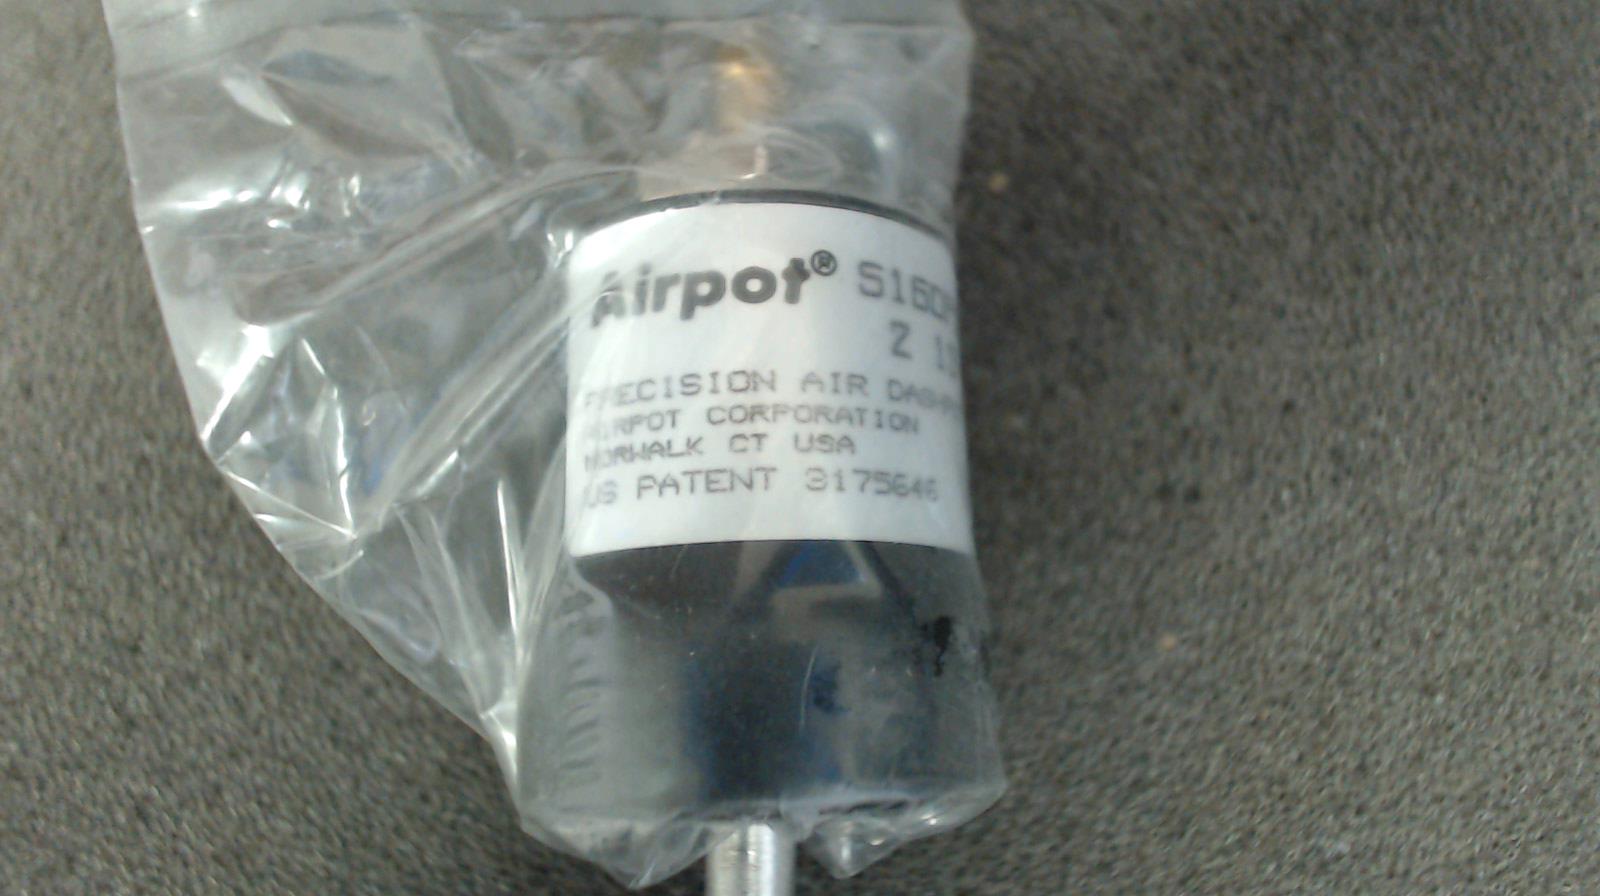 Airpot® S160
Z 1
PRECISION AIR
AIRPOT CORPORATION
NORWALK CT USA
US PATENT 3175646